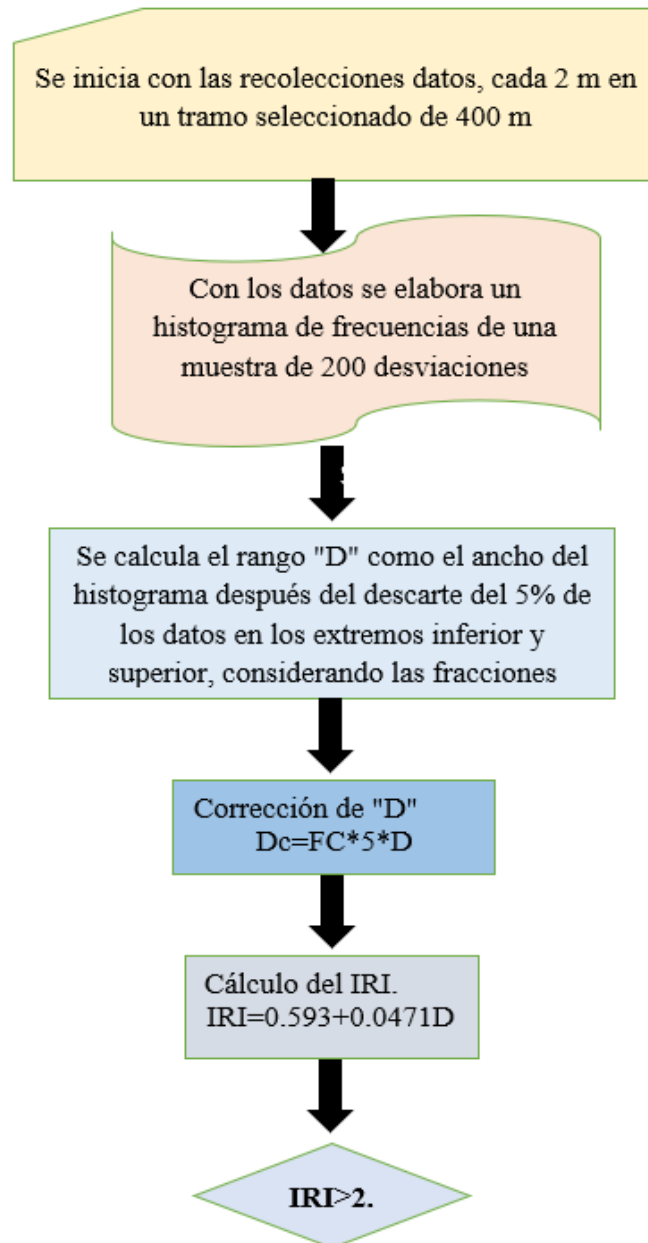 Se inicia con las recolecciones datos, cada 2 m en
un tramo seleccionado de 400 m
Con los datos se elabora un
histograma de frecuencias de una
muestra de 200 desviaciones
Se calcula el rango "D" como el ancho del
histograma después del descarte del 5% de
los datos en los extremos inferior y
superior, considerando las fracciones
Corrección de "D"
Dc=FC*5*D
Cálculo del IRI.
IRI=0.593+0.0471D
IRI>2.